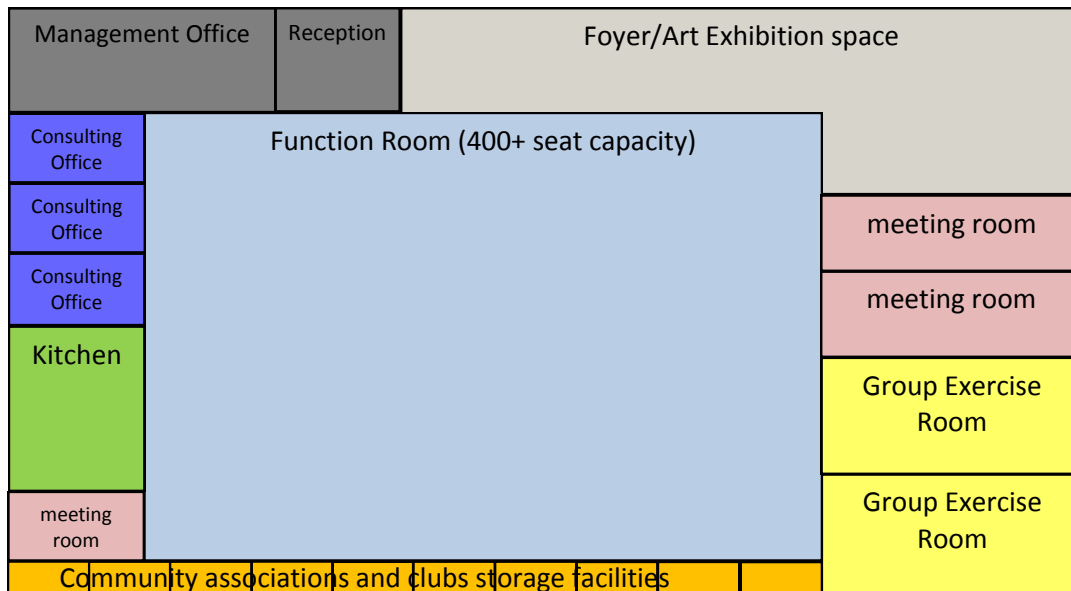 Management Office
Reception
Foyer/Art Exhibition space
Consulting
Office
Function Room (400+ seat capacity)
Consulting
Office
meeting room
Consulting
Office
meeting room
Kitchen
Group Exercise
Room
meeting
room
Group Exercise
Room
Community associations and clubs storage facilities